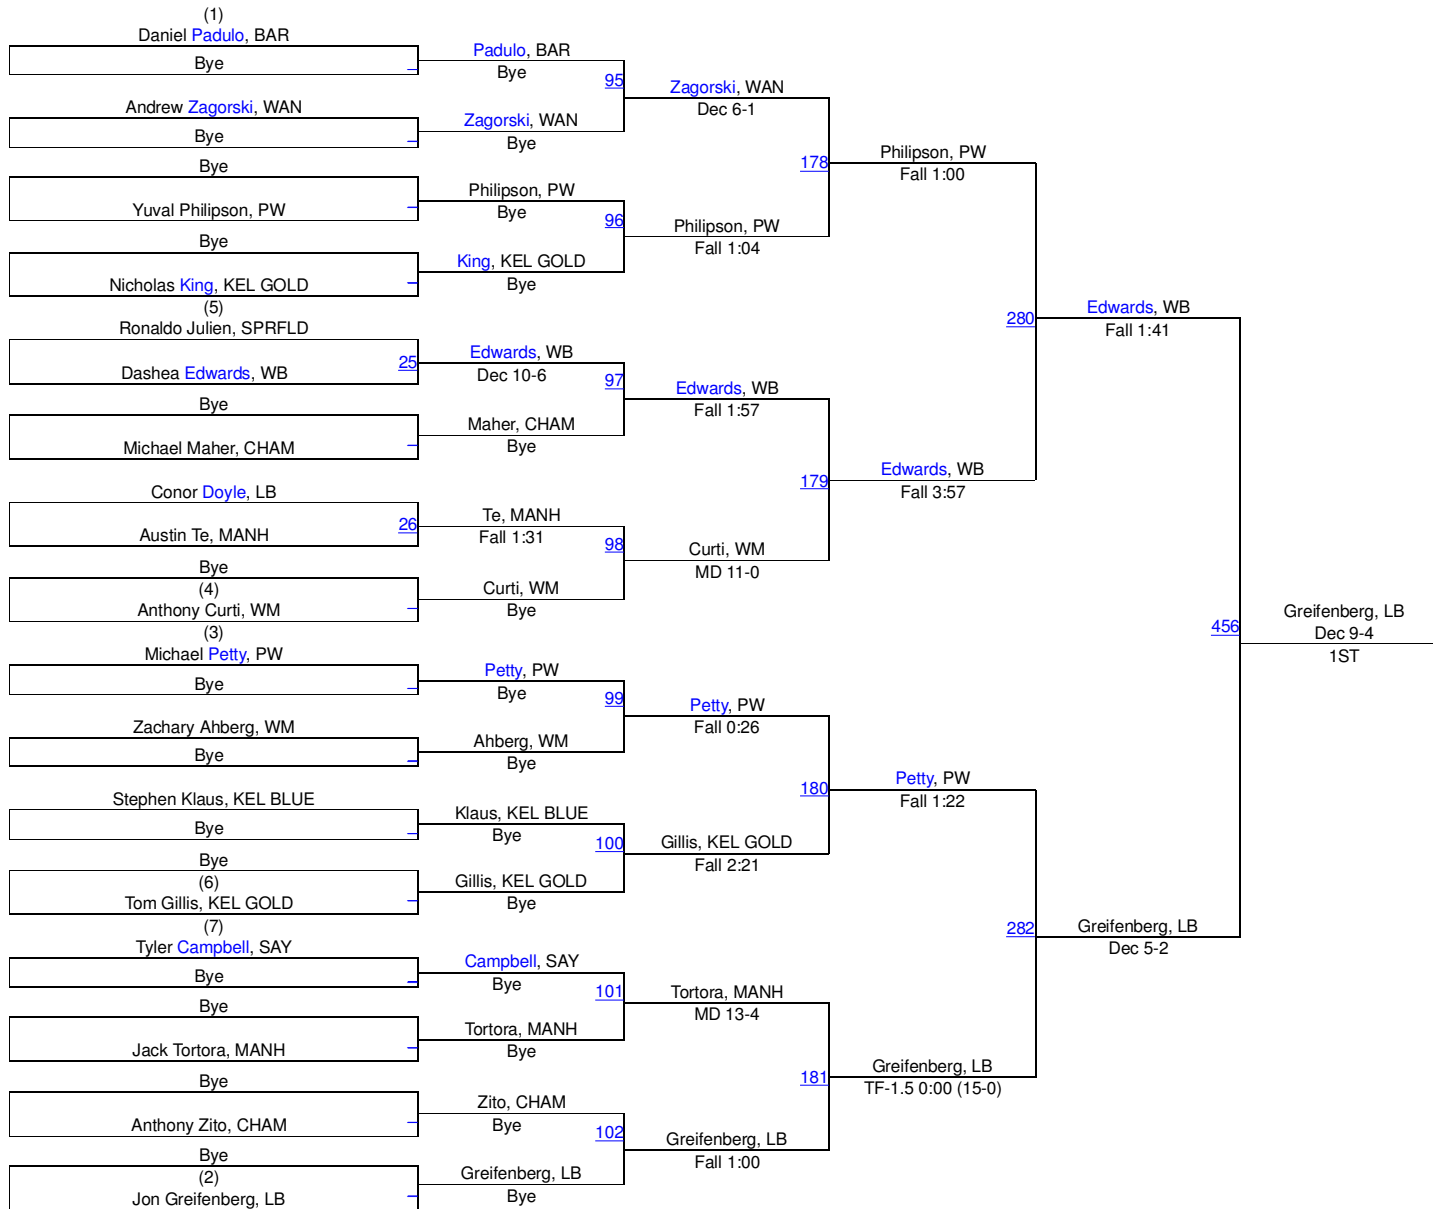 (1)
Daniel Padulo, BAR
Bye
Andrew Zagorski, WAN
Bye
Bye
Yuval Philipson, PW
Bye
Nicholas King, KEL GOLD
(5)
Ronaldo Julien, SPRFLD
25
Dashea Edwards, WB
Bye
Michael Maher, CHAM
Conor Doyle, LB
26
Austin Te, MANH
Bye
(4)
Anthony Curti, WM
(3)
Michael Petty, PW
Bye
Zachary Ahberg, WM
Bye
Stephen Klaus, KEL BLUE
Bye
Bye
(6)
Tom Gillis, KEL GOLD
(7)
Tyler Campbell, SAY
Bye
Bye
Jack Tortora, MANH
Bye
Anthony Zito, CHAM
Bye
(2)
Jon Greifenberg, LB
Padulo, BAR
Bye
95
Zagorski, WAN
Bye
Philipson, PW
Bye
96
King, KEL GOLD
Bye
Edwards, WB
Dec 10-6
97
Maher, CHAM
Bye
Te, MANH
Fall 1:31
98
Curti, WM
Bye
Petty, PW
Bye
99
Ahberg, WM
Bye
Klaus, KEL BLUE
Bye
100
Gillis, KEL GOLD
Bye
Campbell, SAY
Bye
101
Tortora, MANH
Bye
Zito, CHAM
Bye
102
Greifenberg, LB
Bye
Zagorski, WAN
Dec 6-1
178
Philipson, PW
Fall 1:04
Edwards, WB
Fall 1:57
179
Curti, WM
MD 11-0
Petty, PW
Fall 0:26
180
Gillis, KEL GOLD
Fall 2:21
Tortora, MANH
MD 13-4
181
Greifenberg, LB
Fall 1:00
Philipson, PW
Fall 1:00
280
Edwards, WB
Fall 3:57
Petty, PW
Fall 1:22
282
Greifenberg, LB
TF-1.5 0:00 (15-0)
Edwards, WB
Fall 1:41
456
Greifenberg, LB
Dec 5-2
Greifenberg, LB
Dec 9-4
1ST